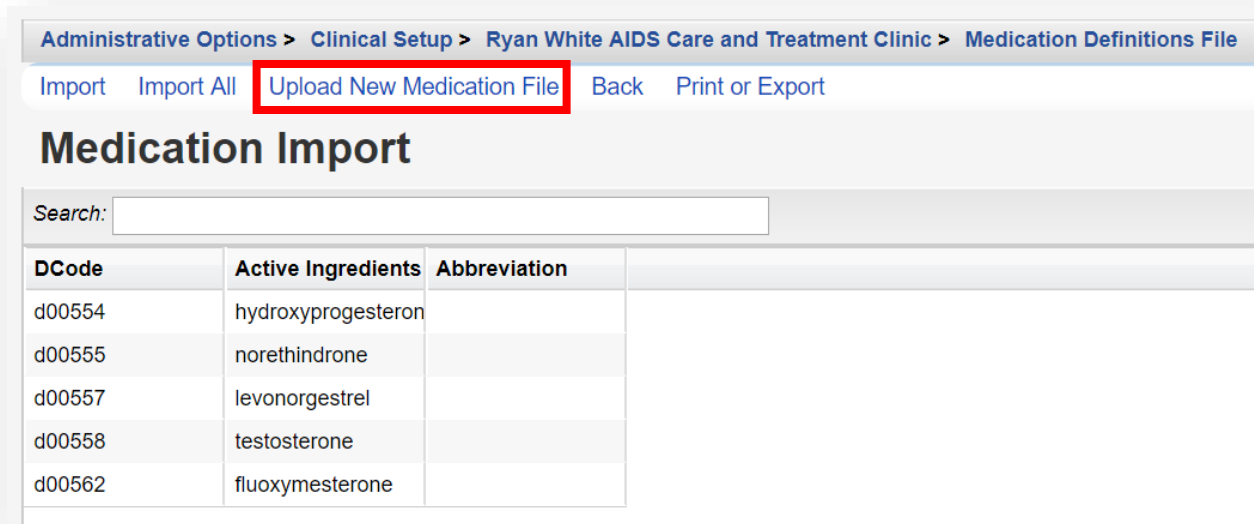 Administrative Options > Clinical Setup > Ryan White AIDS Care and Treatment Clinic > Medication Definitions File
Import Import All Upload New Medication File Back Print or Export
Medication Import
Search:
DCode Active Ingredients Abbreviation
d00554 hydroxyprogesteron
d00555 norethindrone
d00557 levonorgestrel
d00558 testosterone
d00562 fluoxymesterone